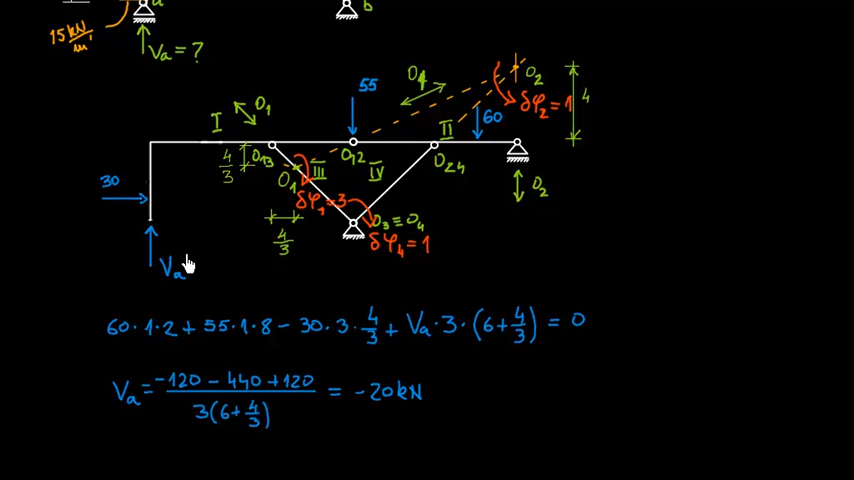 a
b
15 kN/m'
Va = ?
O4
O2
δφ2 = 1
4
55
60
I
O1
II
30
4/3
O13
O1
III
O12
IV
O24
O2
δφ1 = 3
O3 ≡ O4
δφ4 = 1
4/3
Va
60·1·2 + 55·1·8 − 30·3·4/3 + Va·3·(6+4/3) = 0
Va = (−120 − 440 + 120)/(3(6+4/3)) = −20kN